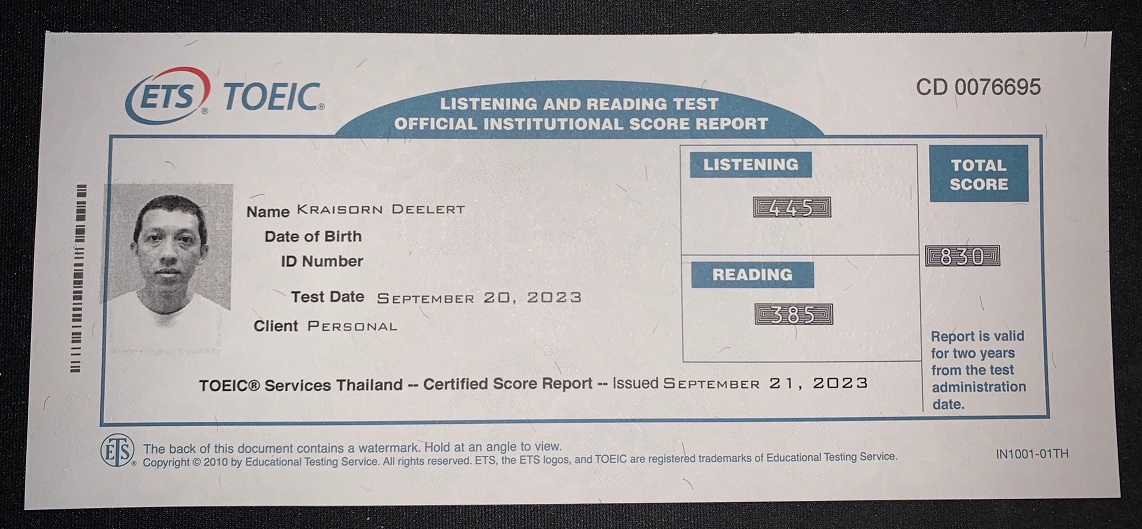 ETS® TOEIC®
LISTENING AND READING TEST
OFFICIAL INSTITUTIONAL SCORE REPORT
CD 0076695
Name KRAISORN DEELERT
Date of Birth
ID Number
Test Date SEPTEMBER 20, 2023
Client PERSONAL
LISTENING
445
READING
385
TOTAL
SCORE
830
Report is valid
for two years
from the test
administration
date.
TOEIC® Services Thailand -- Certified Score Report -- Issued SEPTEMBER 21, 2023
ETS®
The back of this document contains a watermark. Hold at an angle to view.
Copyright © 2010 by Educational Testing Service. All rights reserved. ETS, the ETS logos, and TOEIC are registered trademarks of Educational Testing Service.
IN1001-01TH